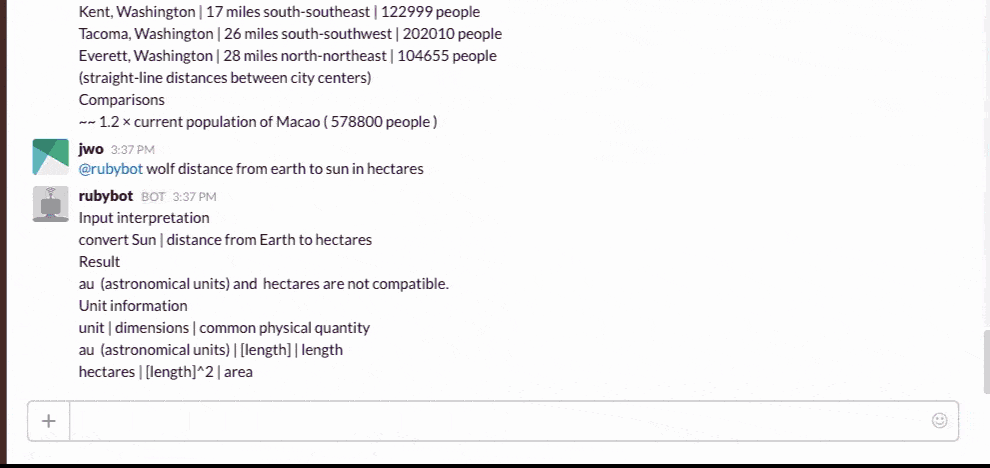 Kent, Washington | 17 miles south-southeast | 122999 people
Tacoma, Washington | 26 miles south-southwest | 202010 people
Everett, Washington | 28 miles north-northeast | 104655 people
(straight-line distances between city centers)
Comparisons
~~ 1.2 × current population of Macao ( 578800 people )
jwo 3:37 PM
@rubybot wolf distance from earth to sun in hectares
rubybot BOT 3:37 PM
Input interpretation
convert Sun | distance from Earth to hectares
Result
au (astronomical units) and hectares are not compatible.
Unit information
unit | dimensions | common physical quantity
au (astronomical units) | [length] | length
hectares | [length]^2 | area